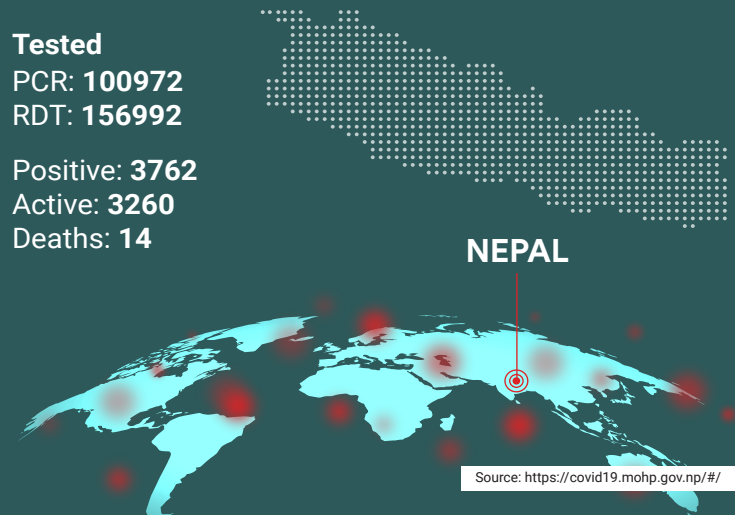 Tested
PCR: 100972
RDT: 156992
Positive: 3762
Active: 3260
Deaths: 14
NEPAL
Source: https://covid19.mohp.gov.np/#/